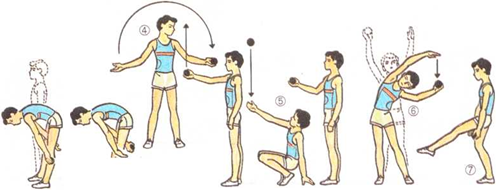 ④
⑤
⑥
⑦